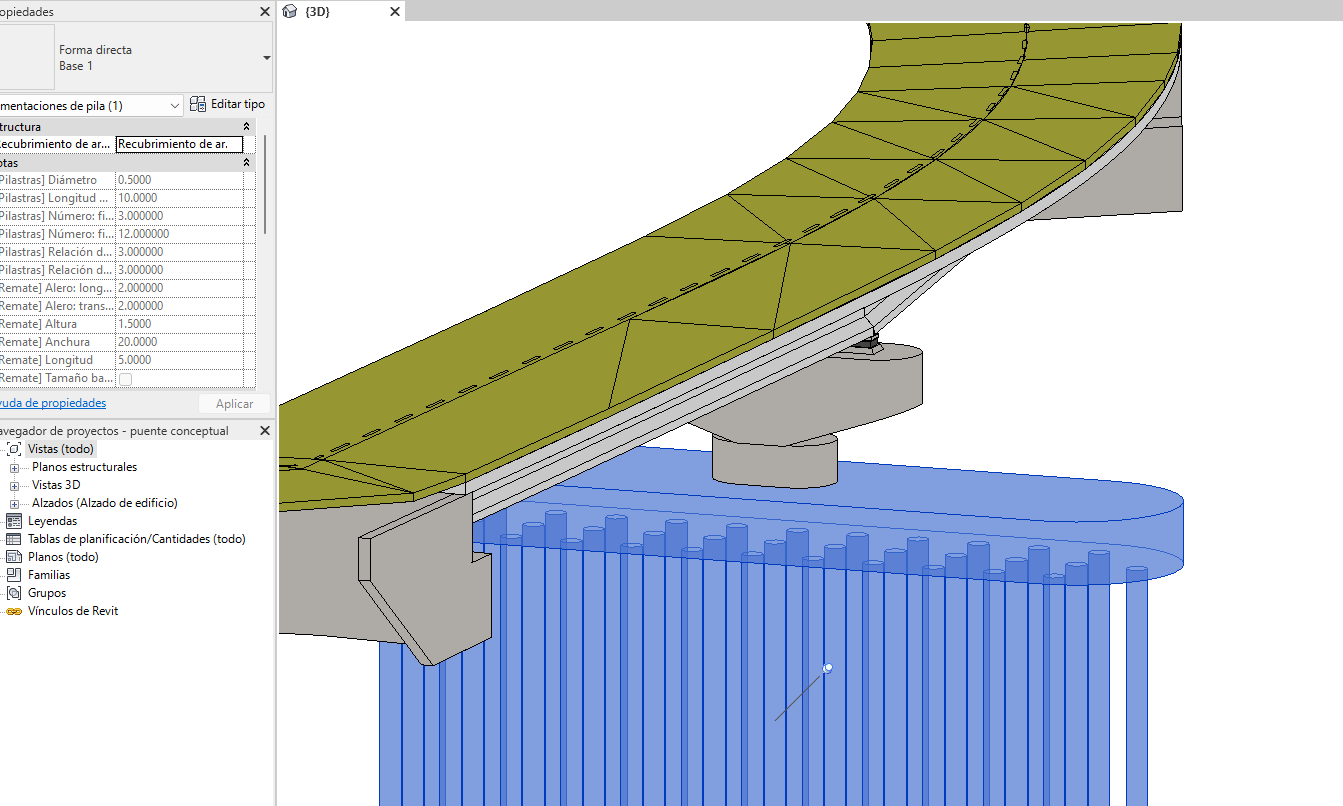 opiedades
{3D}
Forma directa
Base 1
mentaciones de pila (1)
Editar tipo
tructura
ecubrimiento de ar... Recubrimiento de ar.
otas
Pilastras] Diámetro 0.5000
Pilastras] Longitud ... 10.0000
Pilastras] Número: fi... 3.000000
Pilastras] Número: fi... 12.000000
Pilastras] Relación d... 3.000000
Pilastras] Relación d... 3.000000
Remate] Alero: long... 2.000000
Remate] Alero: trans... 2.000000
Remate] Altura 1.5000
Remate] Anchura 20.0000
Remate] Longitud 5.0000
Remate] Tamaño ba...
yuda de propiedades
Aplicar
avegador de proyectos - puente conceptual
Vistas (todo)
Planos estructurales
Vistas 3D
Alzados (Alzado de edificio)
Leyendas
Tablas de planificación/Cantidades (todo)
Planos (todo)
Familias
Grupos
Vínculos de Revit